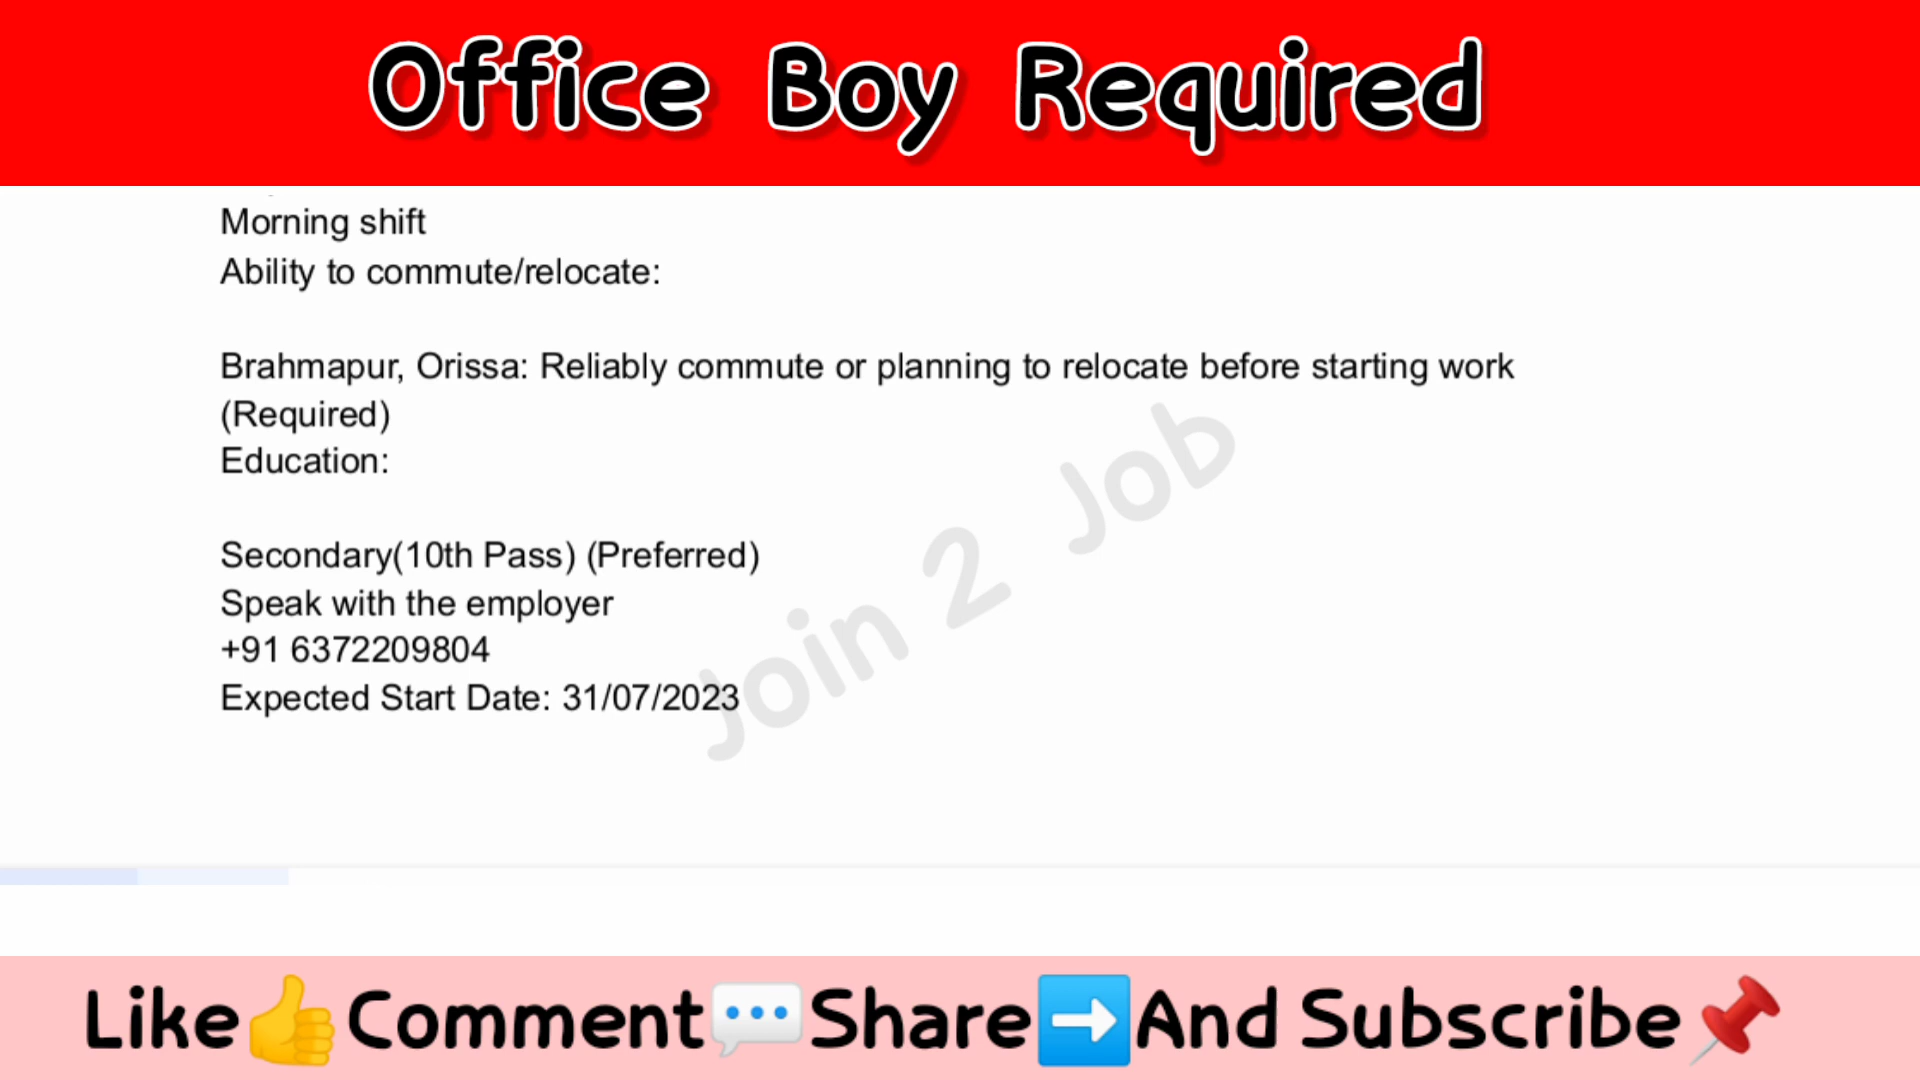 Office Boy Required
Morning shift
Ability to commute/relocate:
Brahmapur, Orissa: Reliably commute or planning to relocate before starting work
(Required)
Education:
Secondary(10th Pass) (Preferred)
Speak with the employer
+91 6372209804
Expected Start Date: 31/07/2023
Join 2 Job
Like👍Comment💬Share➡️And Subscribe📌